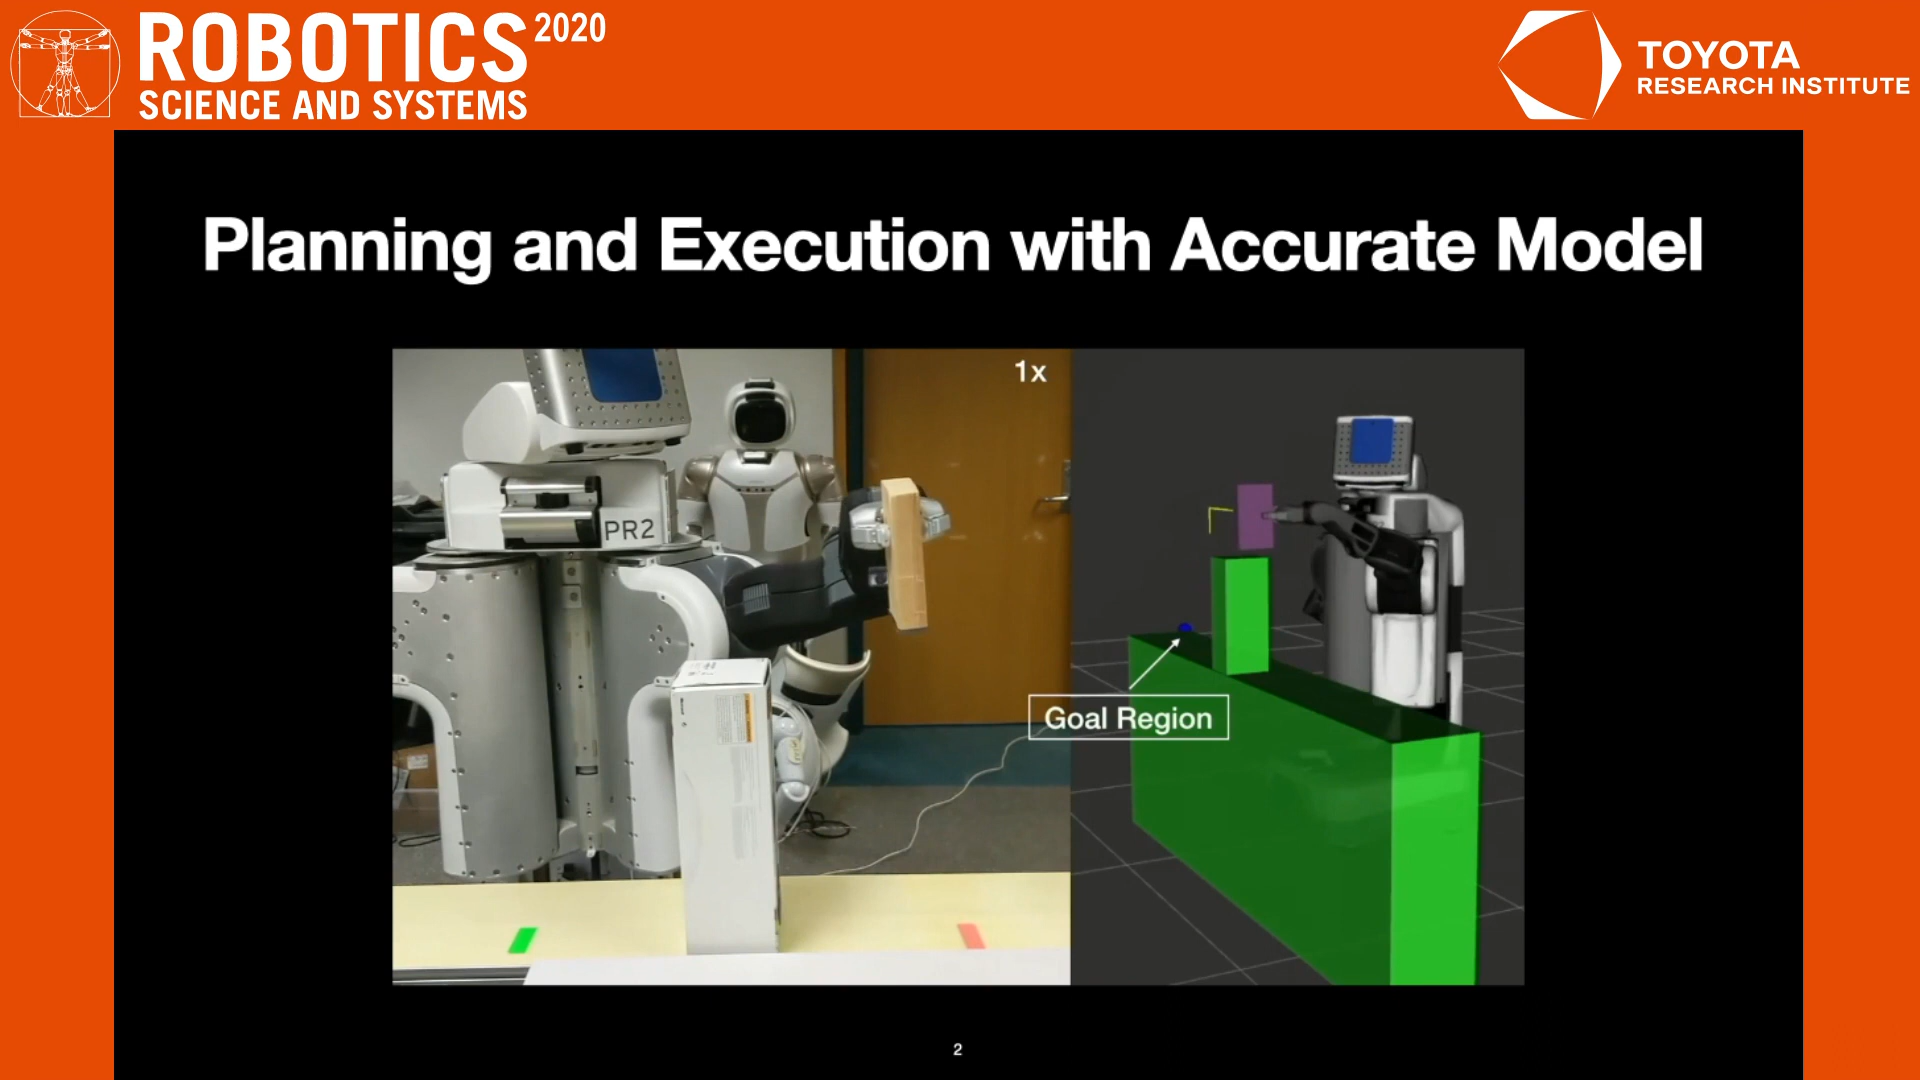 ROBOTICS 2020
SCIENCE AND SYSTEMS
TOYOTA
RESEARCH INSTITUTE
Planning and Execution with Accurate Model
1x
PR2
Goal Region
2